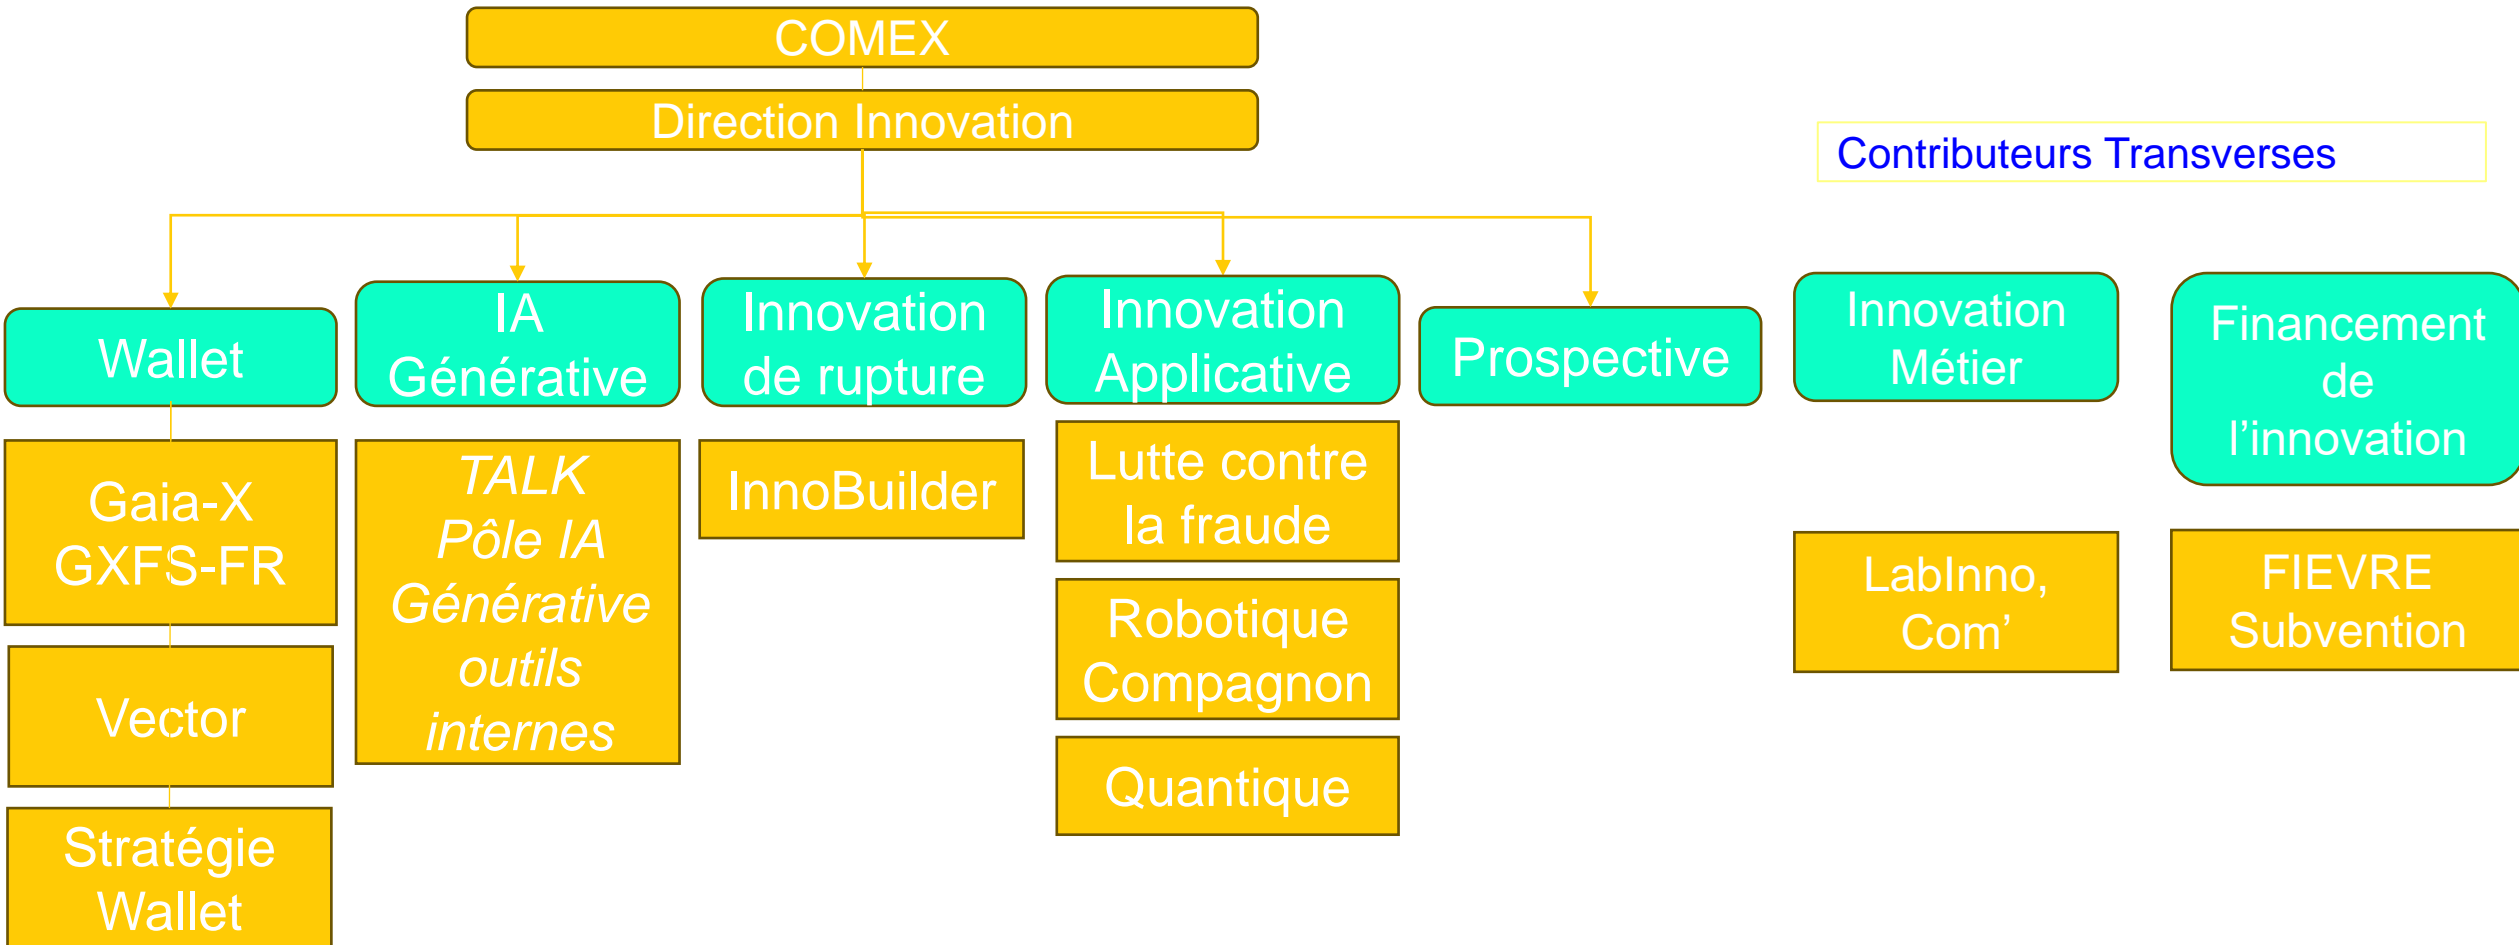 COMEX
Direction Innovation
Contributeurs Transverses
Wallet
IA
Générative
Innovation
de rupture
Innovation
Applicative
Prospective
Innovation
Métier
Financement
de
l’innovation
Gaia-X
GXFS-FR
Vector
Stratégie
Wallet
TALK
Pôle IA
Générative
outils
internes
InnoBuilder
Lutte contre
la fraude
Robotique
Compagnon
Quantique
LabInno,
Com’
FIEVRE
Subvention